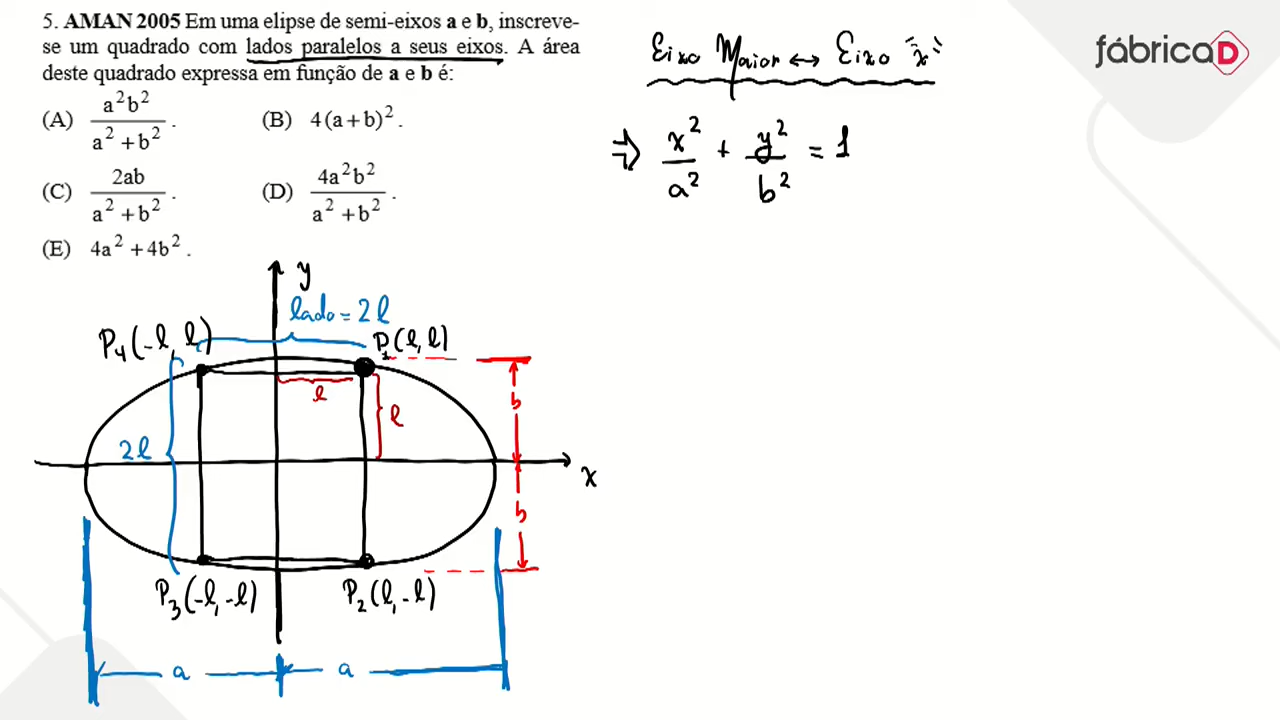 5. AMAN 2005 Em uma elipse de semi-eixos a e b, inscreve-
se um quadrado com lados paralelos a seus eixos. A área
deste quadrado expressa em função de a e b é:
(A) a²b² / a² + b² .
(B) 4(a + b)² .
(C) 2ab / a² + b² .
(D) 4a²b² / a² + b² .
(E) 4a² + 4b² .
Eixo Maior ↔ Eixo "x"
⇒ x²/a² + y²/b² = 1
fábricaD
y
lado = 2l
P₄(-l, l)
P₁(l, l)
l
l
b
2l
x
b
P₃(-l, -l)
P₂(l, -l)
a
a